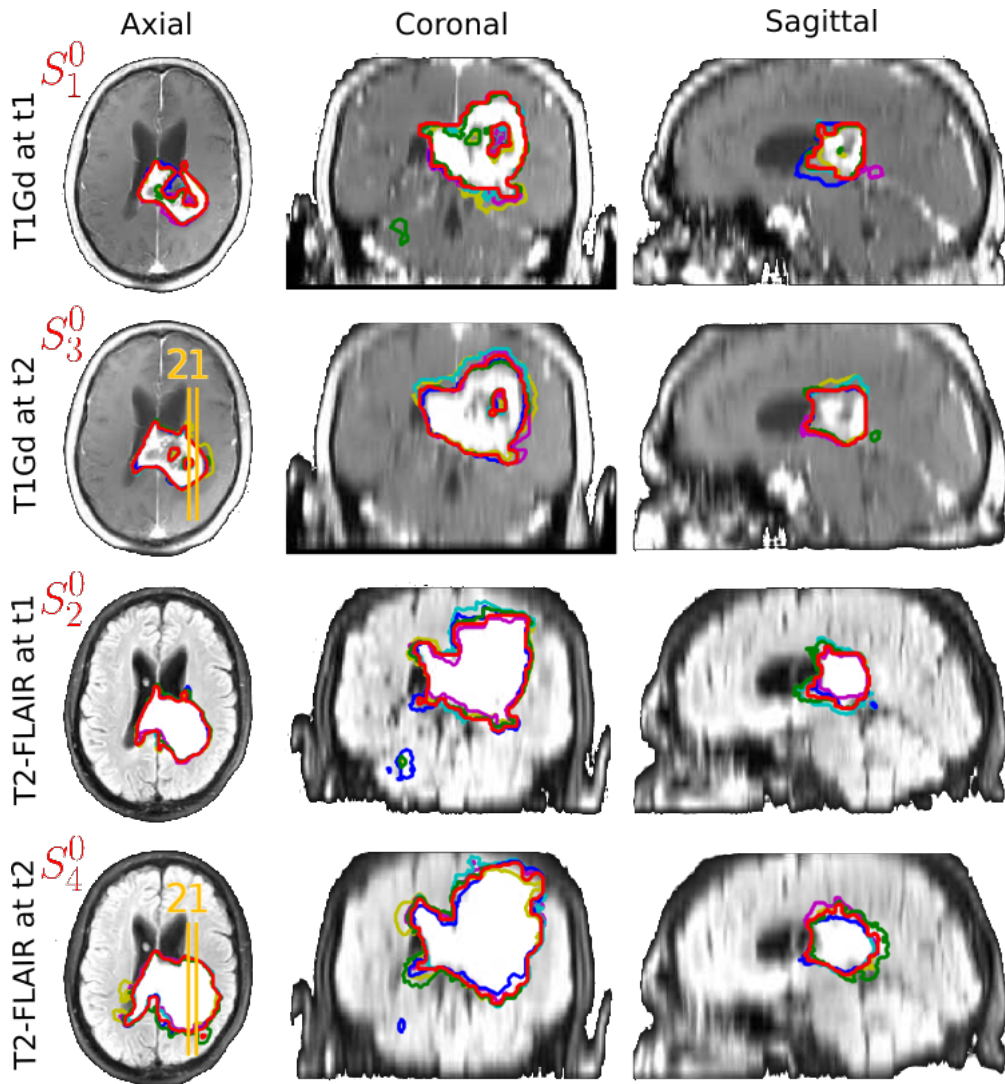 Axial Coronal Sagittal
T1Gd at t1
S₁⁰
T1Gd at t2
S₃⁰
21
T2-FLAIR at t1
S₂⁰
T2-FLAIR at t2
S₄⁰
21